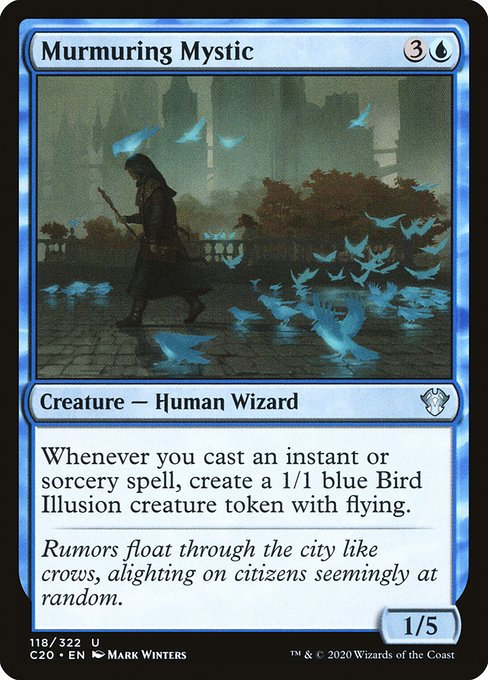 Murmuring Mystic 3
Creature — Human Wizard
Whenever you cast an instant or
sorcery spell, create a 1/1 blue Bird
Illusion creature token with flying.
Rumors float through the city like
crows, alighting on citizens seemingly at
random.
1/5
118/322 U
C20 • EN Mark Winters
™ & © 2020 Wizards of the Coast